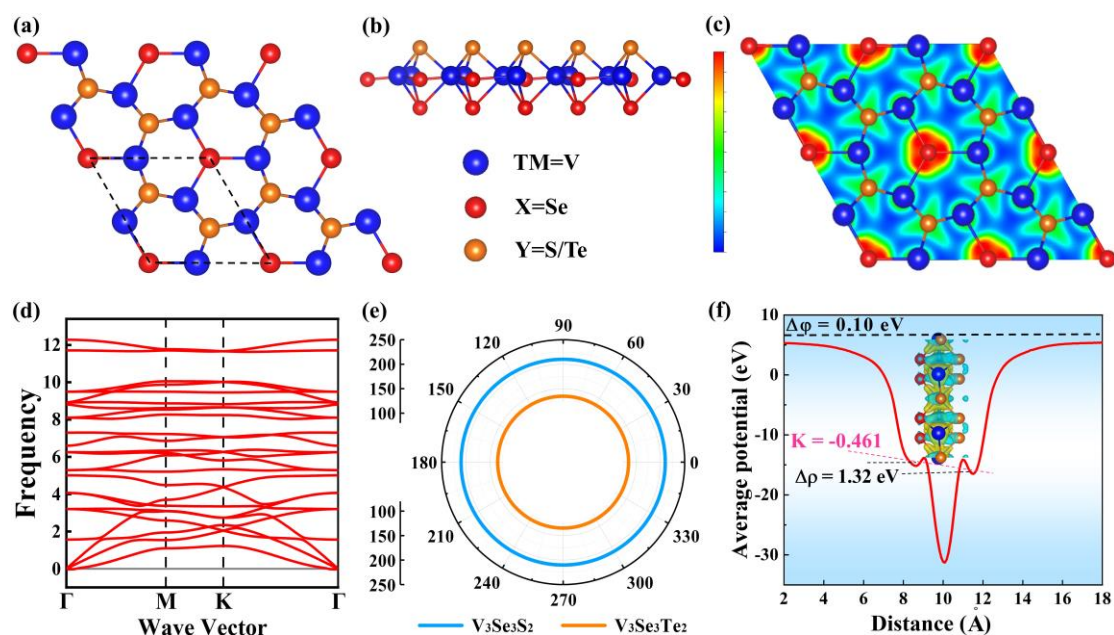 (a)
(b)
(c)
TM=V
X=Se
Y=S/Te
(d)
Frequency
12
10
8
6
4
2
0
Γ M K Γ
Wave Vector
(e)
250
200
150
100
100
150
200
250
90
60
30
0
330
300
270
240
210
180
150
120
V₃Se₃S₂
V₃Se₃Te₂
(f)
Δφ = 0.10 eV
K = -0.461
Δρ = 1.32 eV
Average potential (eV)
10
0
-10
-20
-30
2 4 6 8 10 12 14 16 18
Distance (Å)